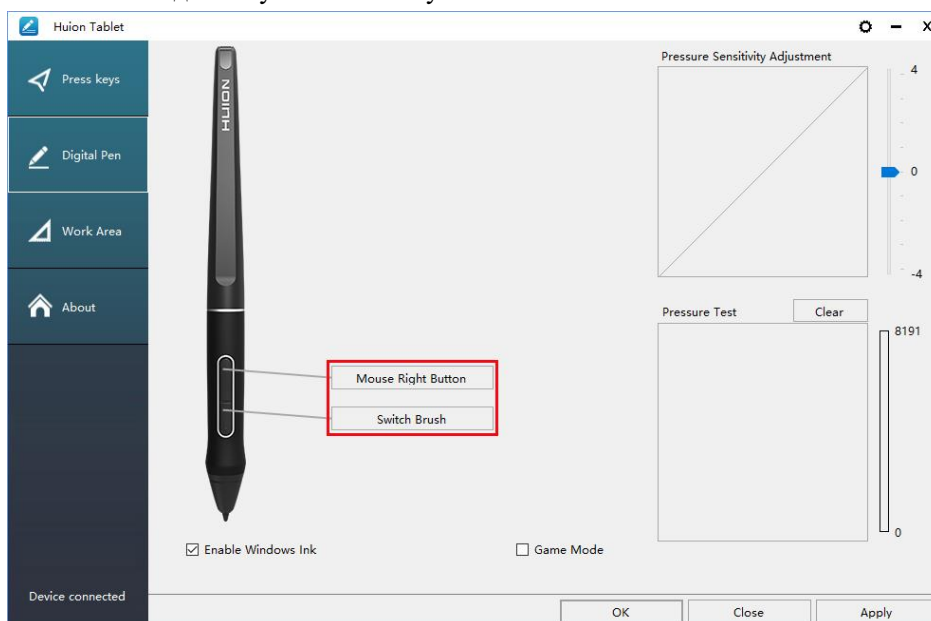 Huion Tablet
Press keys
Digital Pen
Work Area
About
Device connected
HUION
Mouse Right Button
Switch Brush
Enable Windows Ink
Game Mode
Pressure Sensitivity Adjustment
4
0
-4
Pressure Test
Clear
8191
0
OK
Close
Apply